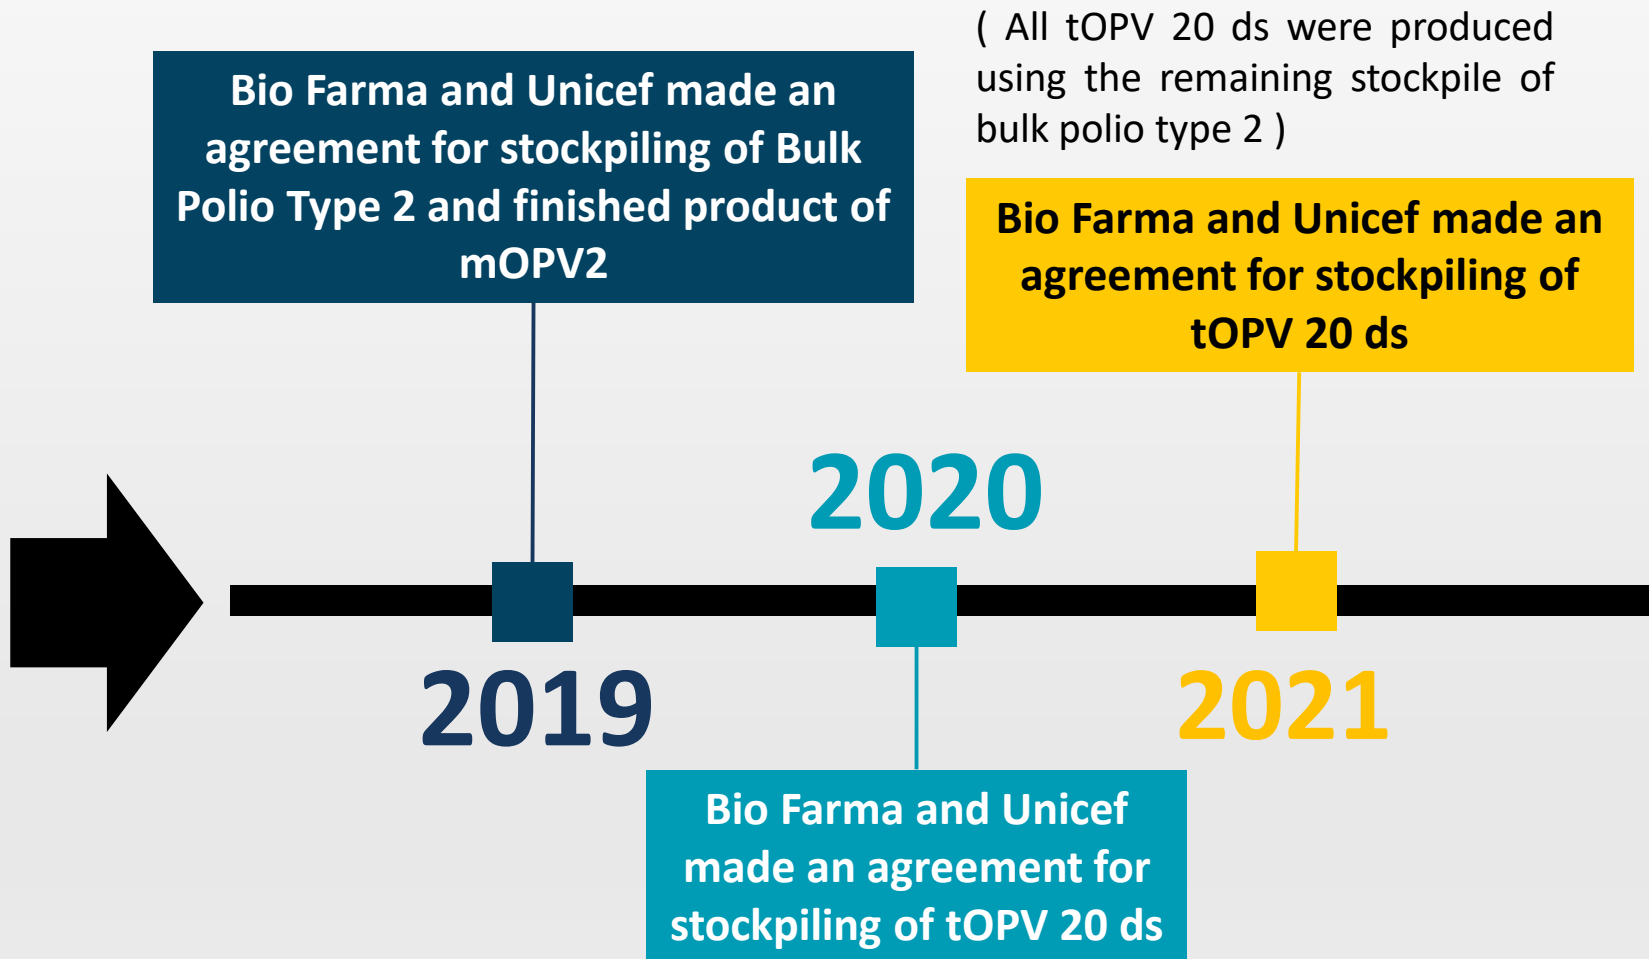 ( All tOPV 20 ds were produced
using the remaining stockpile of
bulk polio type 2 )
Bio Farma and Unicef made an
agreement for stockpiling of Bulk
Polio Type 2 and finished product of
mOPV2
Bio Farma and Unicef made an
agreement for stockpiling of
tOPV 20 ds
2020
2019
2021
Bio Farma and Unicef
made an agreement for
stockpiling of tOPV 20 ds